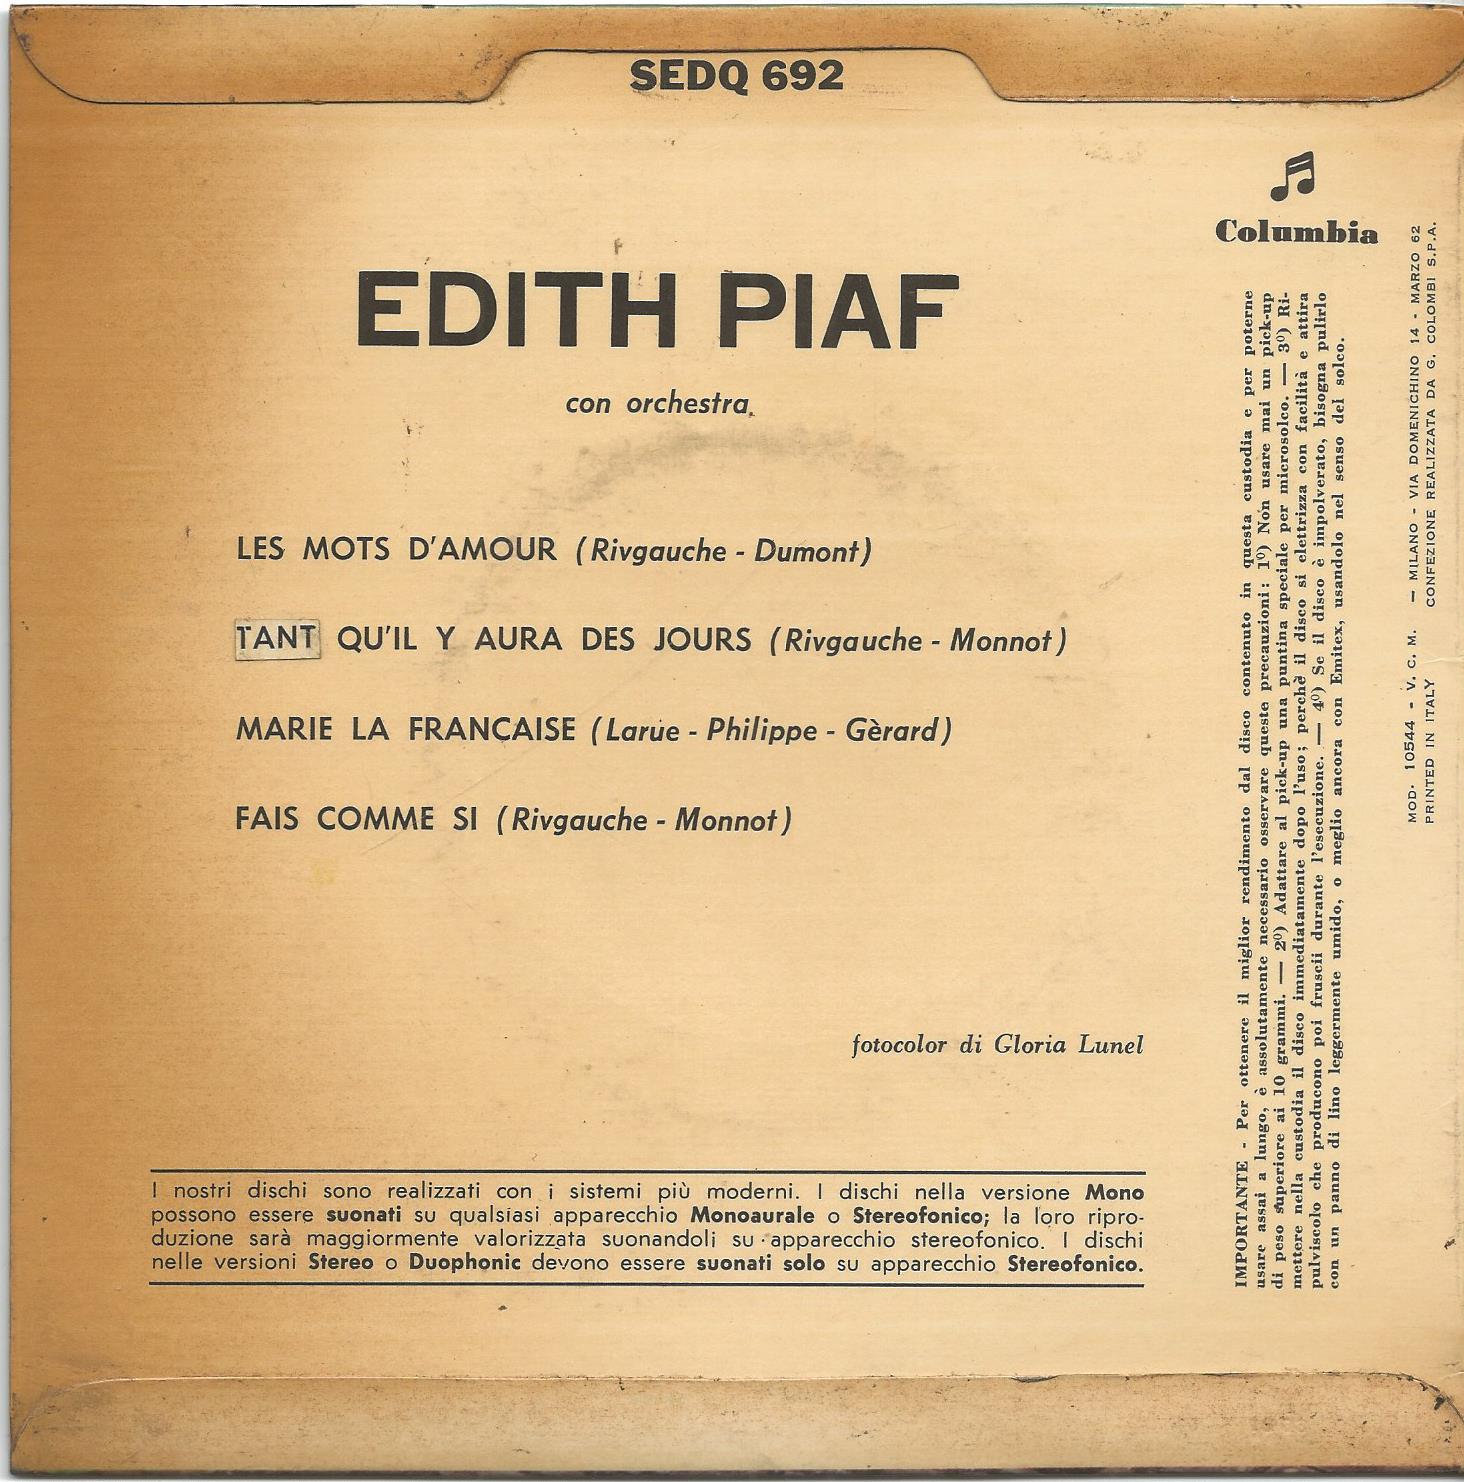 SEDQ 692
Columbia
EDITH PIAF
con orchestra
LES MOTS D'AMOUR (Rivgauche - Dumont)
TANT QU'IL Y AURA DES JOURS (Rivgauche - Monnot)
MARIE LA FRANCAISE (Larue - Philippe - Gèrard)
FAIS COMME SI (Rivgauche - Monnot)
fotocolor di Gloria Lunel
I nostri dischi sono realizzati con i sistemi più moderni. I dischi nella versione Mono
possono essere suonati su qualsiasi apparecchio Monoaurale o Stereofonico; la loro ripro-
duzione sarà maggiormente valorizzata suonandoli su apparecchio stereofonico. I dischi
nelle versioni Stereo o Duophonic devono essere suonati solo su apparecchio Stereofonico.
IMPORTANTE - Per ottenere il miglior rendimento dal disco contenuto in questa custodia e per poterne
usare assai a lungo, è assolutamente necessario osservare queste precauzioni: 1º) Non usare mai un pick-up
di peso superiore ai 10 grammi. — 2º) Adattare al pick-up una puntina speciale per microsolco. — 3º) Ri-
mettere nella custodia il disco immediatamente dopo l'uso; perchè il disco si elettrizza con facilità e attira
pulviscolo che producono poi fruscii durante l'esecuzione. — 4º) Se il disco è impolverato, bisogna pulirlo
con un panno di lino leggermente umido, o meglio ancora con Emitex, usandolo nel senso del solco.
MOD. 10544 - V. C. M. — MILANO - VIA DOMENICHINO 14 - MARZO 62
PRINTED IN ITALY CONFEZIONE REALIZZATA DA G. COLOMBI S.P.A.